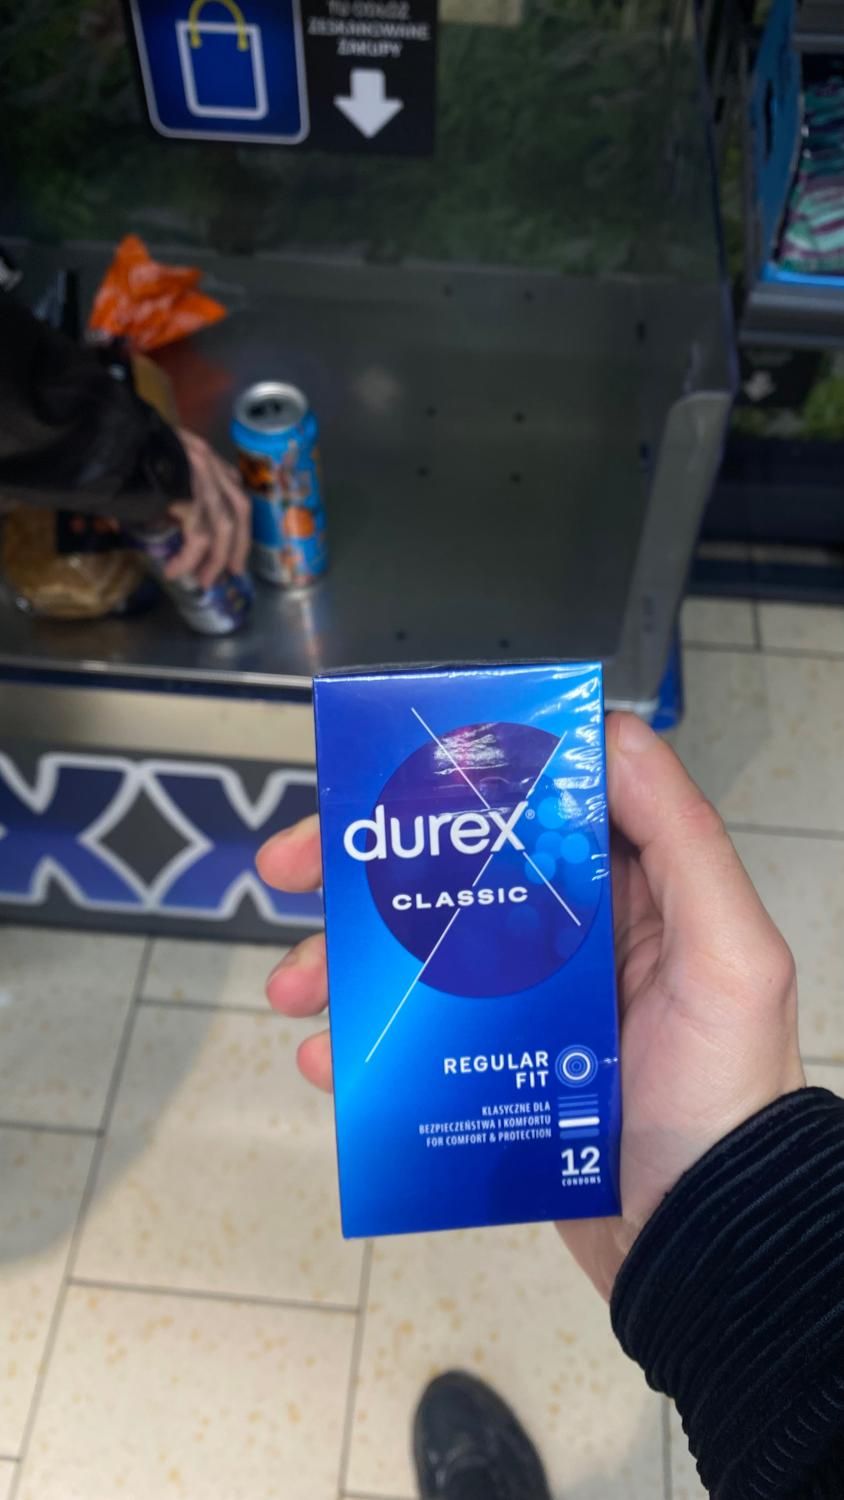 TU ODŁÓŻ
ZESKANOWANE
ZAKUPY
durex®
CLASSIC
REGULAR
FIT
KLASYCZNE DLA
BEZPIECZEŃSTWA I KOMFORTU
FOR COMFORT & PROTECTION
12
CONDOMS